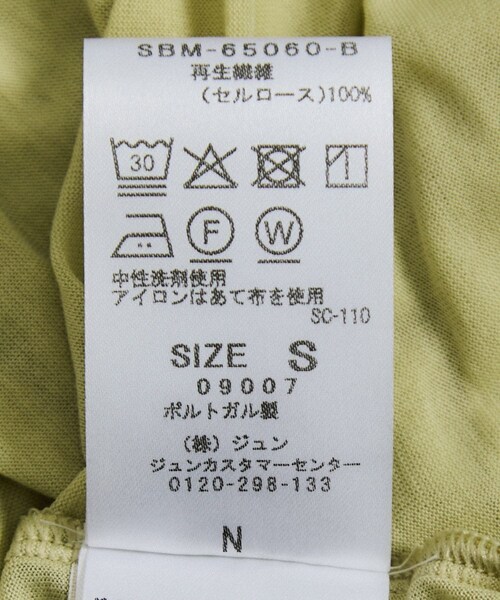 SBM-65060-B
再生繊維
(セルロース)100%
30
F W
中性洗剤使用
アイロンはあて布を使用
SC-110
SIZE S
09007
ポルトガル製
(株)ジュン
ジュンカスタマーセンター
0120-298-133
N